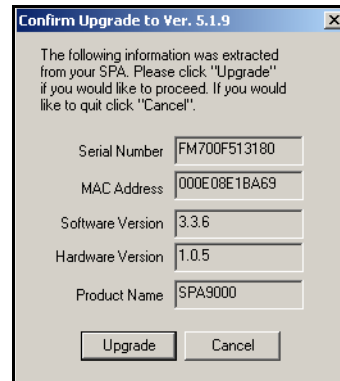 Confirm Upgrade to Ver. 5.1.9
The following information was extracted
from your SPA. Please click "Upgrade"
if you would like to proceed. If you would
like to quit click "Cancel".
Serial Number FM700F513180
MAC Address 000E08E1BA69
Software Version 3.3.6
Hardware Version 1.0.5
Product Name SPA9000
Upgrade Cancel